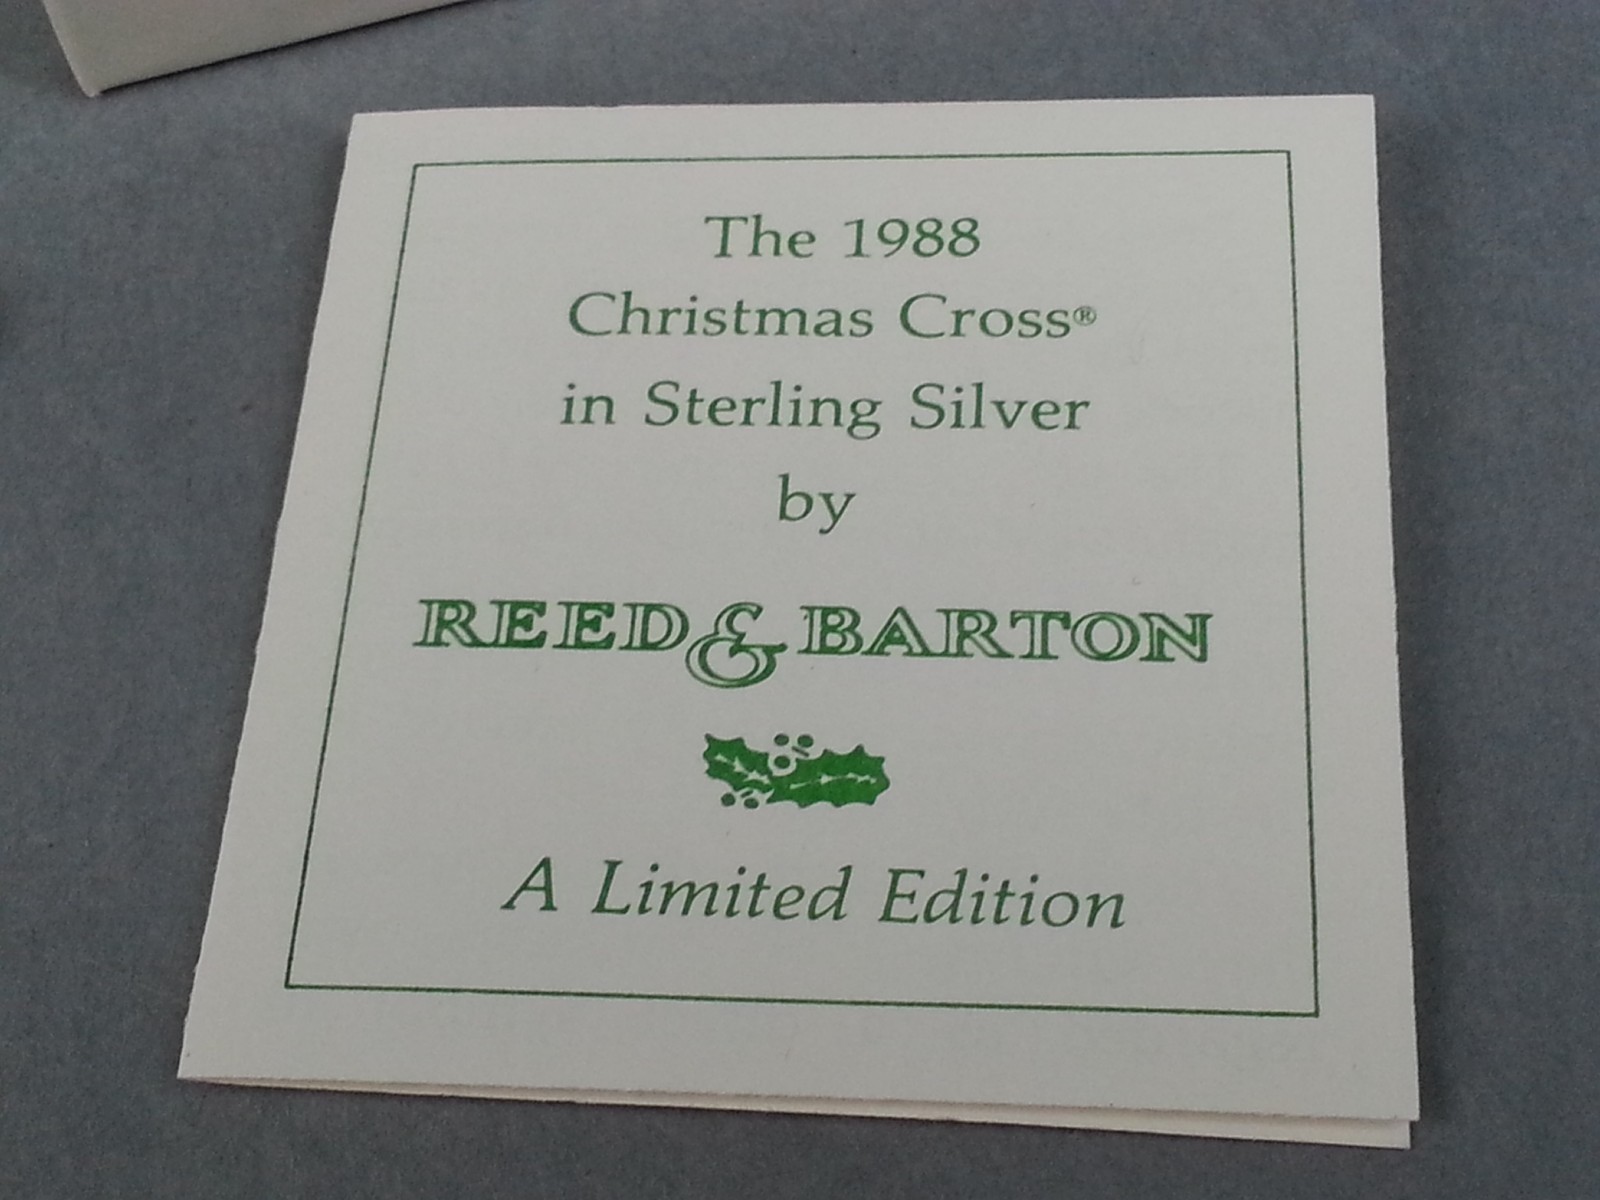 The 1988
Christmas Cross®
in Sterling Silver
by
REED & BARTON
A Limited Edition